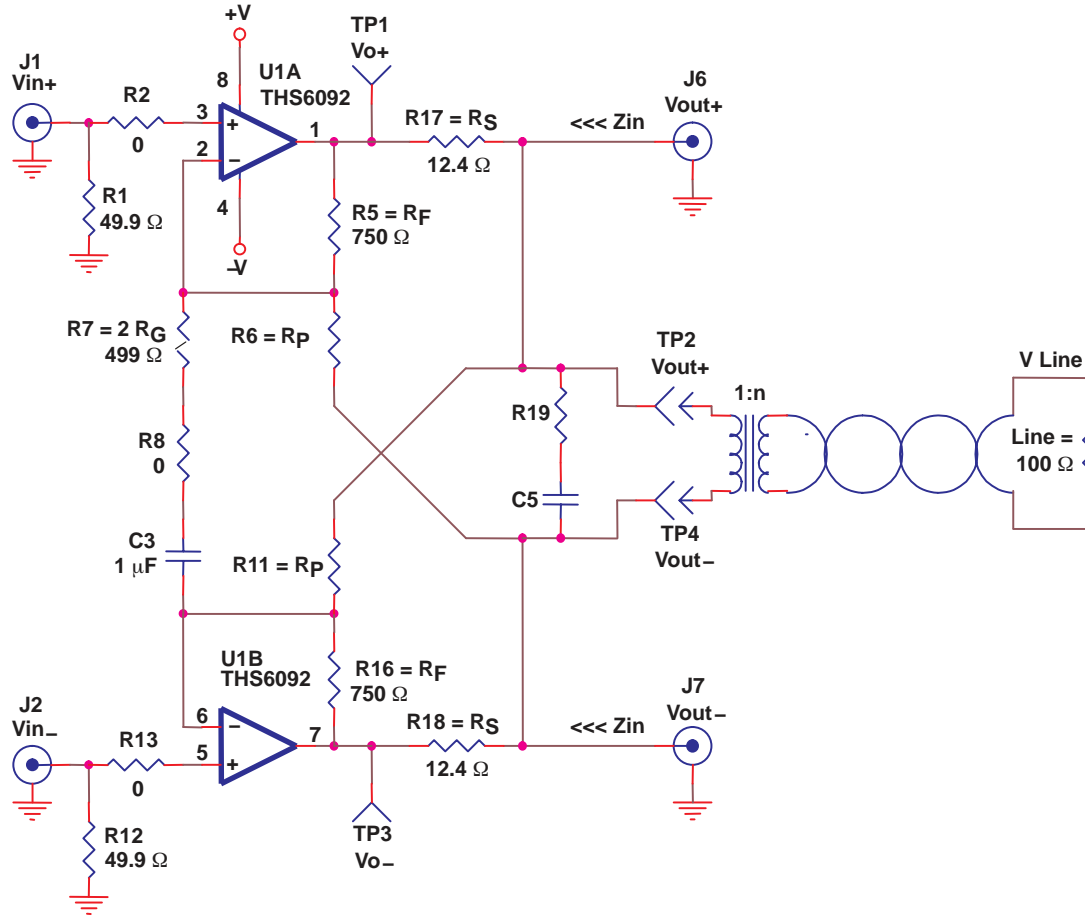 +V
TP1
Vo+
J1
Vin+
R2
0
8
U1A
THS6092
3
+
2
−
1
4
−V
R1
49.9 Ω
R17 = RS
12.4 Ω
<<< Zin
J6
Vout+
R5 = RF
750 Ω
R7 = 2 RG
499 Ω
R6 = RP
R8
0
C3
1 μF
R11 = RP
R19
C5
TP2
Vout+
TP4
Vout−
1:n
V Line
Line =
100 Ω
U1B
THS6092
R16 = RF
750 Ω
J2
Vin−
R13
0
6
−
5
+
7
R18 = RS
12.4 Ω
<<< Zin
J7
Vout−
R12
49.9 Ω
TP3
Vo−